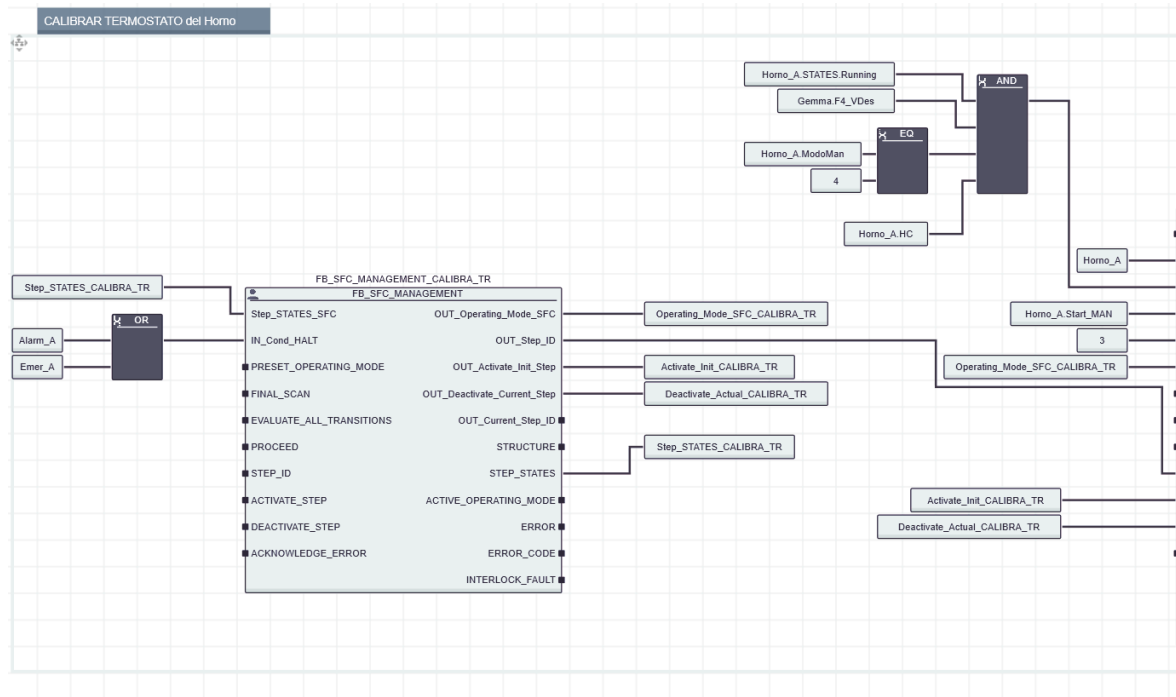 CALIBRAR TERMOSTATO del Horno
Horno_A.STATES.Running
AND
Gemma.F4_VDes
EQ
Horno_A.ModoMan
4
Horno_A.HC
Horno_A
FB_SFC_MANAGEMENT_CALIBRA_TR
Step_STATES_CALIBRA_TR
FB_SFC_MANAGEMENT
Step_STATES_SFC
OUT_Operating_Mode_SFC
Operating_Mode_SFC_CALIBRA_TR
Horno_A.Start_MAN
OR
Alarm_A
IN_Cond_HALT
OUT_Step_ID
3
Emer_A
PRESET_OPERATING_MODE
OUT_Activate_Init_Step
Activate_Init_CALIBRA_TR
Operating_Mode_SFC_CALIBRA_TR
FINAL_SCAN
OUT_Deactivate_Current_Step
Deactivate_Actual_CALIBRA_TR
EVALUATE_ALL_TRANSITIONS
OUT_Current_Step_ID
PROCEED
STRUCTURE
Step_STATES_CALIBRA_TR
STEP_ID
STEP_STATES
ACTIVATE_STEP
ACTIVE_OPERATING_MODE
Activate_Init_CALIBRA_TR
DEACTIVATE_STEP
ERROR
Deactivate_Actual_CALIBRA_TR
ACKNOWLEDGE_ERROR
ERROR_CODE
INTERLOCK_FAULT